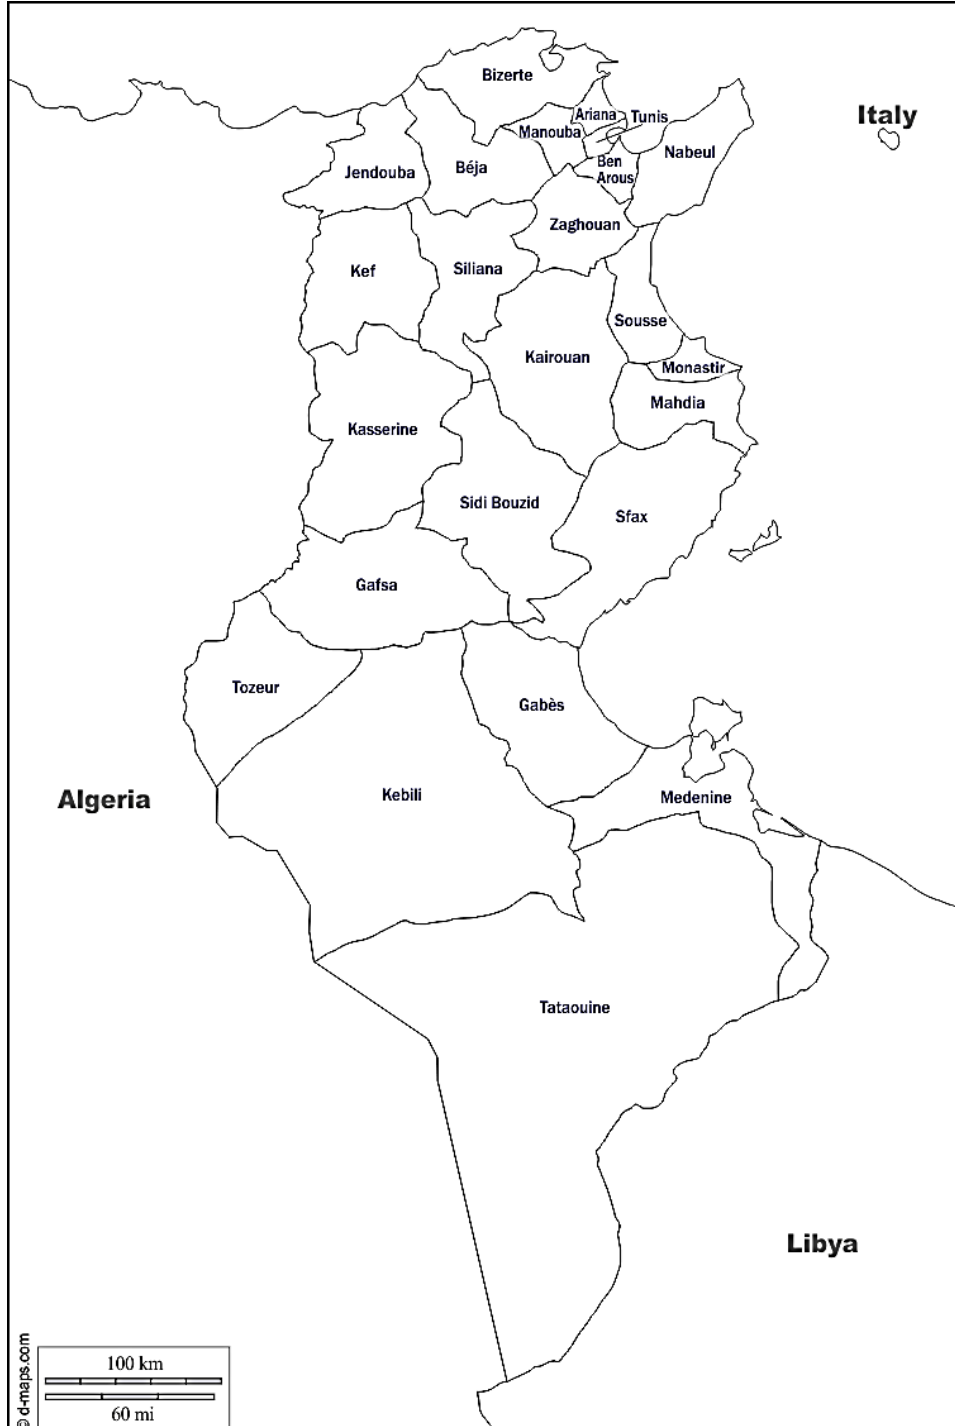 Bizerte
Italy
Ariana
Tunis
Manouba
Nabeul
Jendouba
Béja
Ben
Arous
Zaghouan
Kef
Siliana
Sousse
Kairouan
Monastir
Mahdia
Kasserine
Sidi Bouzid
Sfax
Gafsa
Tozeur
Gabès
Algeria
Kebili
Medenine
Tataouine
Libya
100 km
60 mi
© d-maps.com